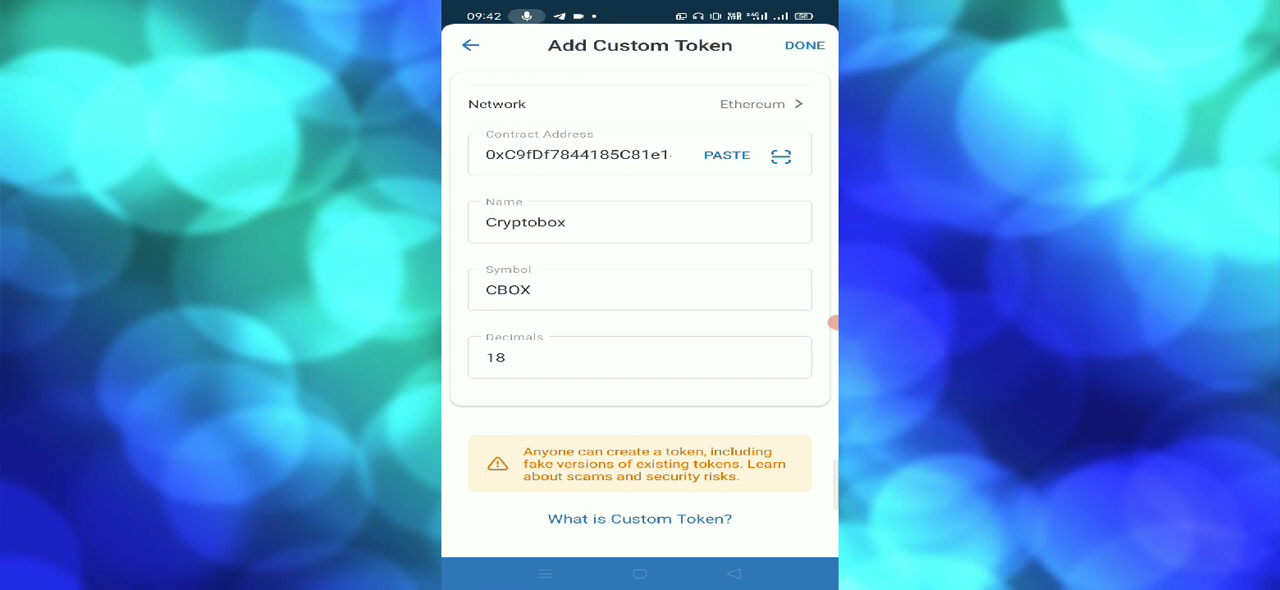 09:42
Add Custom Token DONE
Network Ethereum >
Contract Address
0xC9fDf7844185C81e1 PASTE
Name
Cryptobox
Symbol
CBOX
Decimals
18
Anyone can create a token, including
fake versions of existing tokens. Learn
about scams and security risks.
What is Custom Token?